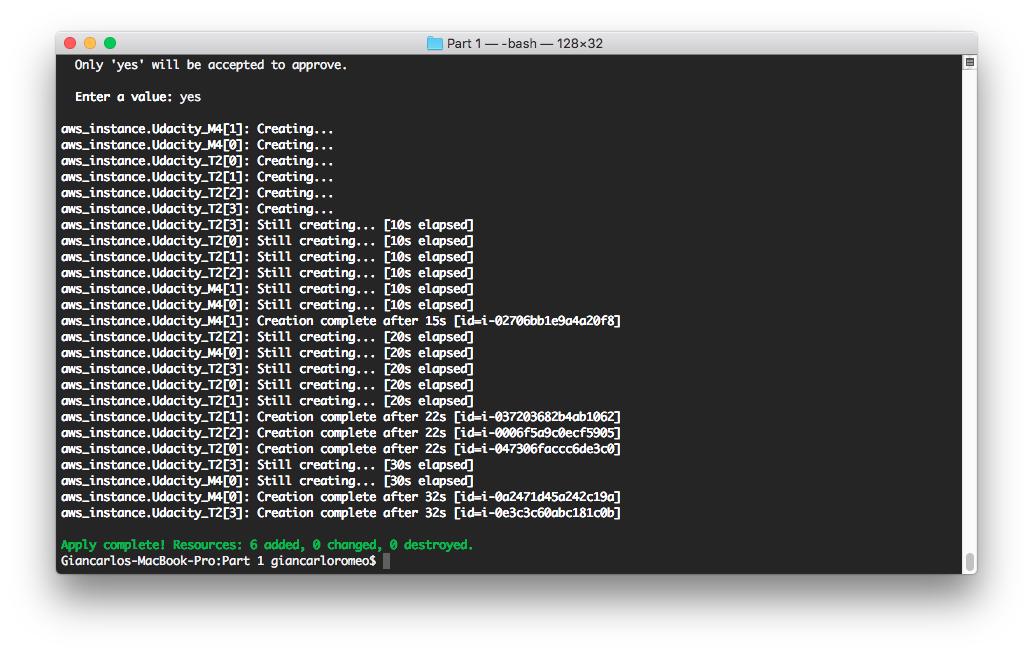 Part 1 — -bash — 128×32
Only 'yes' will be accepted to approve.
Enter a value: yes
aws_instance.Udacity_M4[1]: Creating...
aws_instance.Udacity_M4[0]: Creating...
aws_instance.Udacity_T2[0]: Creating...
aws_instance.Udacity_T2[1]: Creating...
aws_instance.Udacity_T2[2]: Creating...
aws_instance.Udacity_T2[3]: Creating...
aws_instance.Udacity_T2[3]: Still creating... [10s elapsed]
aws_instance.Udacity_T2[0]: Still creating... [10s elapsed]
aws_instance.Udacity_T2[1]: Still creating... [10s elapsed]
aws_instance.Udacity_T2[2]: Still creating... [10s elapsed]
aws_instance.Udacity_M4[1]: Still creating... [10s elapsed]
aws_instance.Udacity_M4[0]: Still creating... [10s elapsed]
aws_instance.Udacity_M4[1]: Creation complete after 15s [id=i-02706bb1e9a4a20f8]
aws_instance.Udacity_T2[2]: Still creating... [20s elapsed]
aws_instance.Udacity_M4[0]: Still creating... [20s elapsed]
aws_instance.Udacity_T2[3]: Still creating... [20s elapsed]
aws_instance.Udacity_T2[0]: Still creating... [20s elapsed]
aws_instance.Udacity_T2[1]: Still creating... [20s elapsed]
aws_instance.Udacity_T2[1]: Creation complete after 22s [id=i-037203682b4ab1062]
aws_instance.Udacity_T2[2]: Creation complete after 22s [id=i-0006f5a9c0ecf5905]
aws_instance.Udacity_T2[0]: Creation complete after 22s [id=i-047306faccc6de3c0]
aws_instance.Udacity_T2[3]: Still creating... [30s elapsed]
aws_instance.Udacity_M4[0]: Still creating... [30s elapsed]
aws_instance.Udacity_M4[0]: Creation complete after 32s [id=i-0a2471d45a242c19a]
aws_instance.Udacity_T2[3]: Creation complete after 32s [id=i-0e3c3c60abc181c0b]
Apply complete! Resources: 6 added, 0 changed, 0 destroyed.
Giancarlos-MacBook-Pro:Part 1 giancarloromeo$